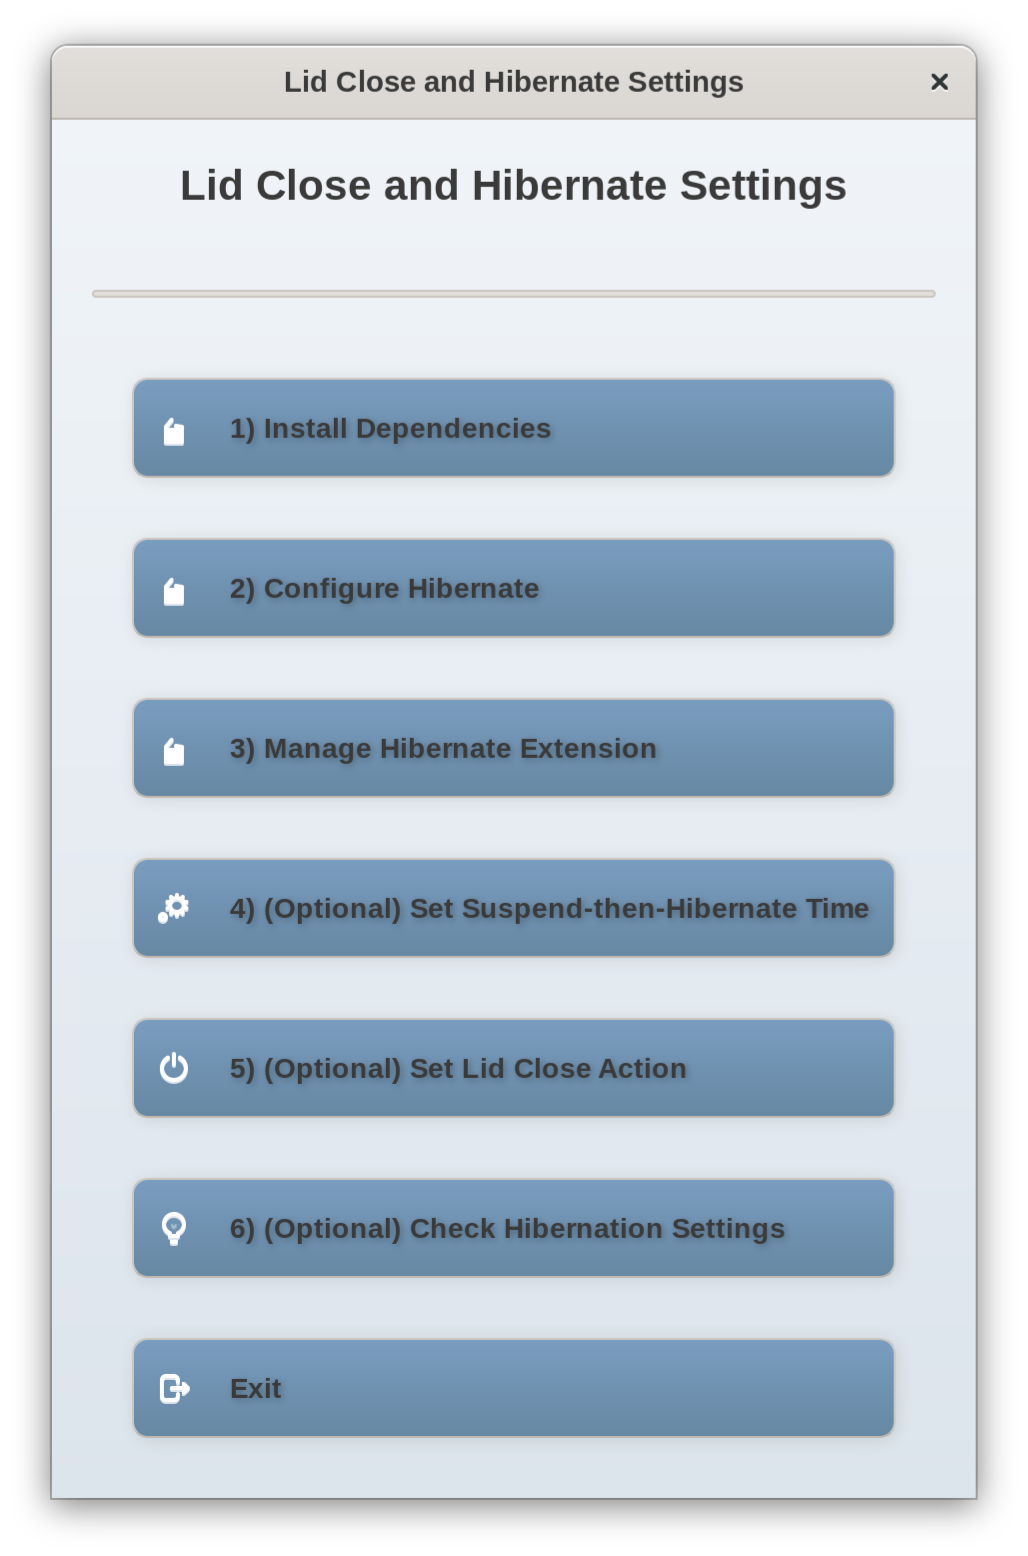 Lid Close and Hibernate Settings
Lid Close and Hibernate Settings
1) Install Dependencies
2) Configure Hibernate
3) Manage Hibernate Extension
4) (Optional) Set Suspend-then-Hibernate Time
5) (Optional) Set Lid Close Action
6) (Optional) Check Hibernation Settings
Exit